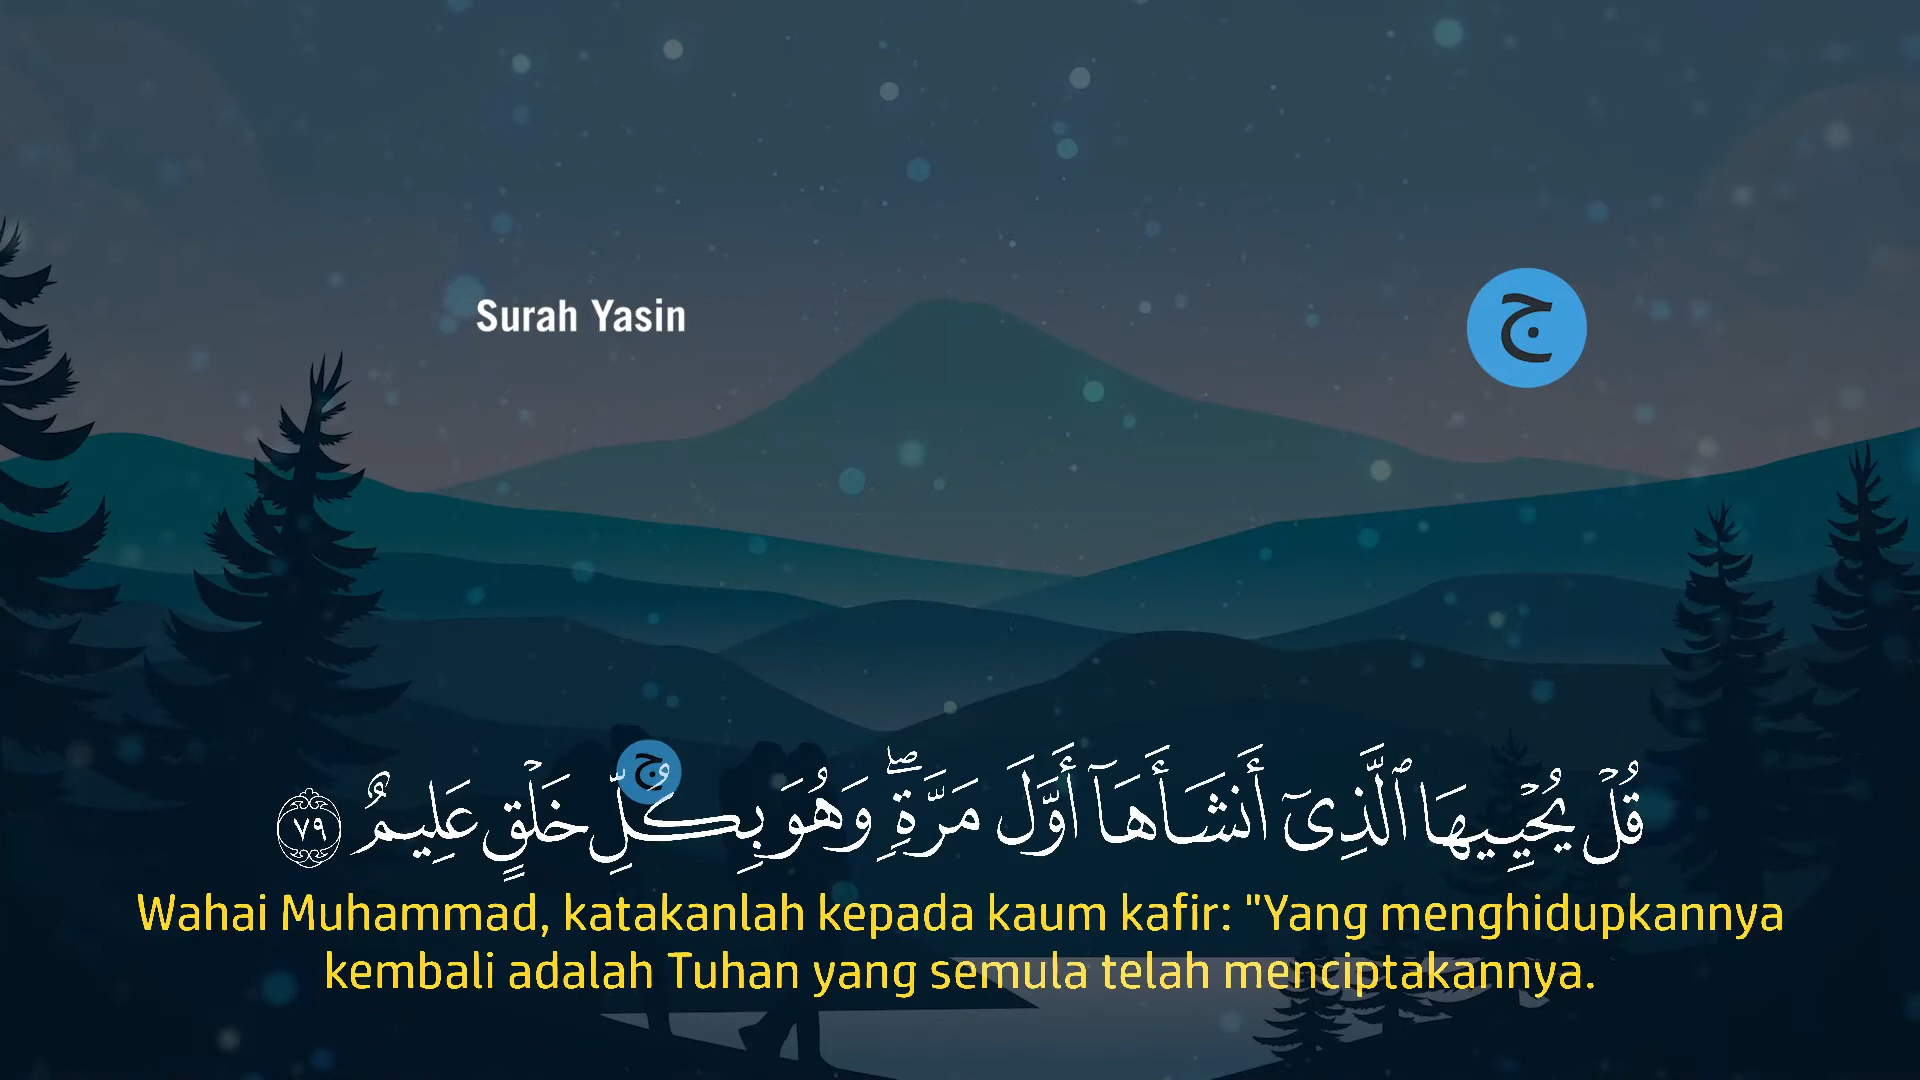 Surah Yasin
ج
ج
قُلْ يُحْيِيهَا ٱلَّذِىٓ أَنشَأَهَآ أَوَّلَ مَرَّةٍۢ ۖ وَهُوَ بِكُلِّ خَلْقٍ عَلِيمٌ ٧٩
Wahai Muhammad, katakanlah kepada kaum kafir: "Yang menghidupkannya
kembali adalah Tuhan yang semula telah menciptakannya.